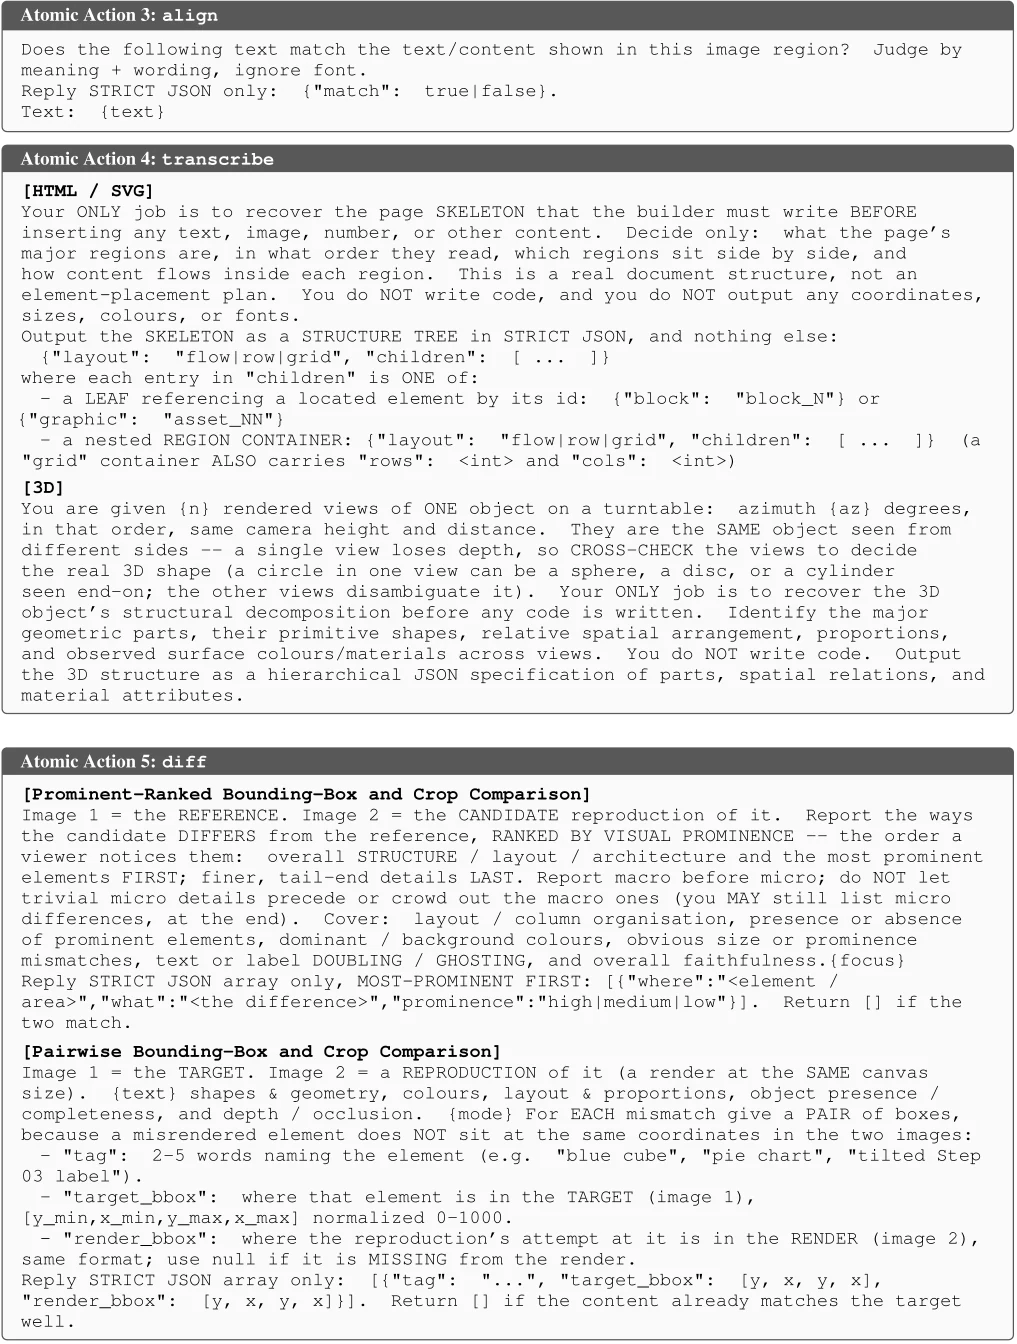 Atomic Action 3: align
Does the following text match the text/content shown in this image region? Judge by
meaning + wording, ignore font.
Reply STRICT JSON only: {"match": true|false}.
Text: {text}
Atomic Action 4: transcribe
[HTML / SVG]
Your ONLY job is to recover the page SKELETON that the builder must write BEFORE
inserting any text, image, number, or other content. Decide only: what the page's
major regions are, in what order they read, which regions sit side by side, and
how content flows inside each region. This is a real document structure, not an
element-placement plan. You do NOT write code, and you do NOT output any coordinates,
sizes, colours, or fonts.
Output the SKELETON as a STRUCTURE TREE in STRICT JSON, and nothing else:
{"layout": "flow|row|grid", "children": [ ... ]}
where each entry in "children" is ONE of:
- a LEAF referencing a located element by its id: {"block": "block_N"} or
{"graphic": "asset_NN"}
- a nested REGION CONTAINER: {"layout": "flow|row|grid", "children": [ ... ]} (a
"grid" container ALSO carries "rows": <int> and "cols": <int>)
[3D]
You are given {n} rendered views of ONE object on a turntable: azimuth {az} degrees,
in that order, same camera height and distance. They are the SAME object seen from
different sides -- a single view loses depth, so CROSS-CHECK the views to decide
the real 3D shape (a circle in one view can be a sphere, a disc, or a cylinder
seen end-on; the other views disambiguate it). Your ONLY job is to recover the 3D
object's structural decomposition before any code is written. Identify the major
geometric parts, their primitive shapes, relative spatial arrangement, proportions,
and observed surface colours/materials across views. You do NOT write code. Output
the 3D structure as a hierarchical JSON specification of parts, spatial relations, and
material attributes.
Atomic Action 5: diff
[Prominent-Ranked Bounding-Box and Crop Comparison]
Image 1 = the REFERENCE. Image 2 = the CANDIDATE reproduction of it. Report the ways
the candidate DIFFERS from the reference, RANKED BY VISUAL PROMINENCE -- the order a
viewer notices them: overall STRUCTURE / layout / architecture and the most prominent
elements FIRST; finer, tail-end details LAST. Report macro before micro; do NOT let
trivial micro details precede or crowd out the macro ones (you MAY still list micro
differences, at the end). Cover: layout / column organisation, presence or absence
of prominent elements, dominant / background colours, obvious size or prominence
mismatches, text or label DOUBLING / GHOSTING, and overall faithfulness.{focus}
Reply STRICT JSON array only, MOST-PROMINENT FIRST: [{"where":"<element /
area>","what":"<the difference>","prominence":"high|medium|low"}]. Return [] if the
two match.
[Pairwise Bounding-Box and Crop Comparison]
Image 1 = the TARGET. Image 2 = a REPRODUCTION of it (a render at the SAME canvas
size). {text} shapes & geometry, colours, layout & proportions, object presence /
completeness, and depth / occlusion. {mode} For EACH mismatch give a PAIR of boxes,
because a misrendered element does NOT sit at the same coordinates in the two images:
- "tag": 2-5 words naming the element (e.g. "blue cube", "pie chart", "tilted Step
03 label").
- "target_bbox": where that element is in the TARGET (image 1),
[y_min,x_min,y_max,x_max] normalized 0-1000.
- "render_bbox": where the reproduction's attempt at it is in the RENDER (image 2),
same format; use null if it is MISSING from the render.
Reply STRICT JSON array only: [{"tag": "...", "target_bbox": [y, x, y, x],
"render_bbox": [y, x, y, x]}]. Return [] if the content already matches the target
well.